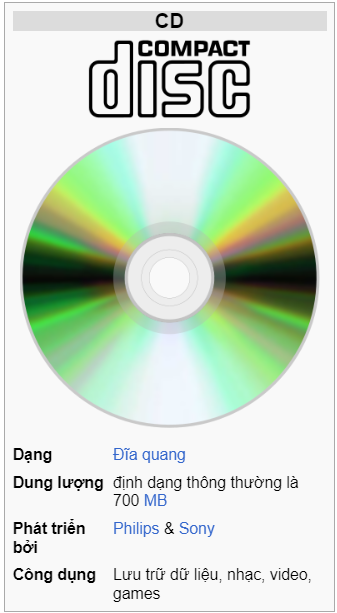 CD
COMPACT
disc
Dạng Đĩa quang
Dung lượng định dạng thông thường là
700 MB
Phát triển Philips & Sony
bởi
Công dụng Lưu trữ dữ liệu, nhạc, video,
games